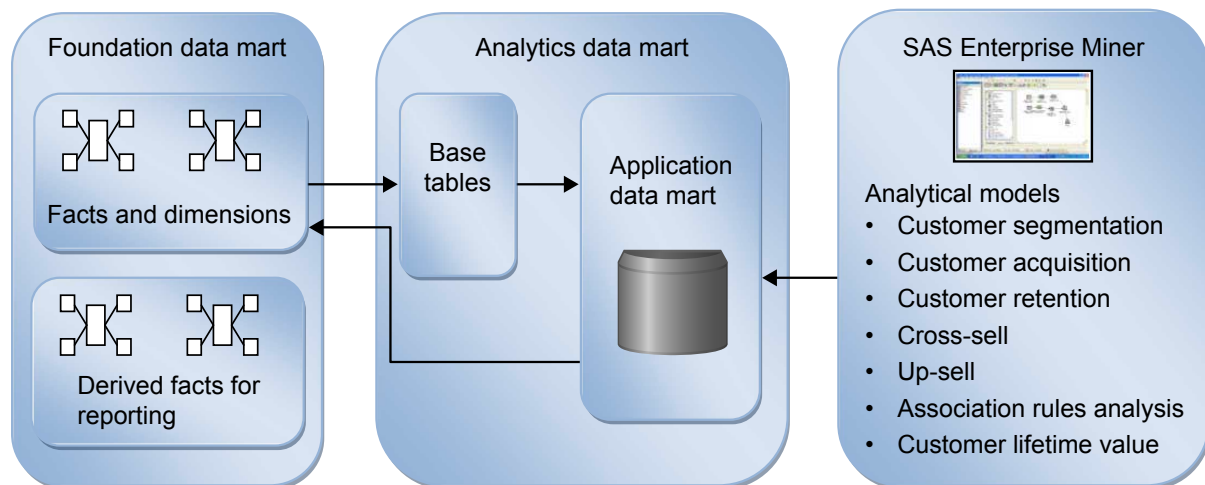 Foundation data mart
Facts and dimensions
Derived facts for
reporting
Analytics data mart
Base
tables
Application
data mart
SAS Enterprise Miner
Analytical models
• Customer segmentation
• Customer acquisition
• Customer retention
• Cross-sell
• Up-sell
• Association rules analysis
• Customer lifetime value